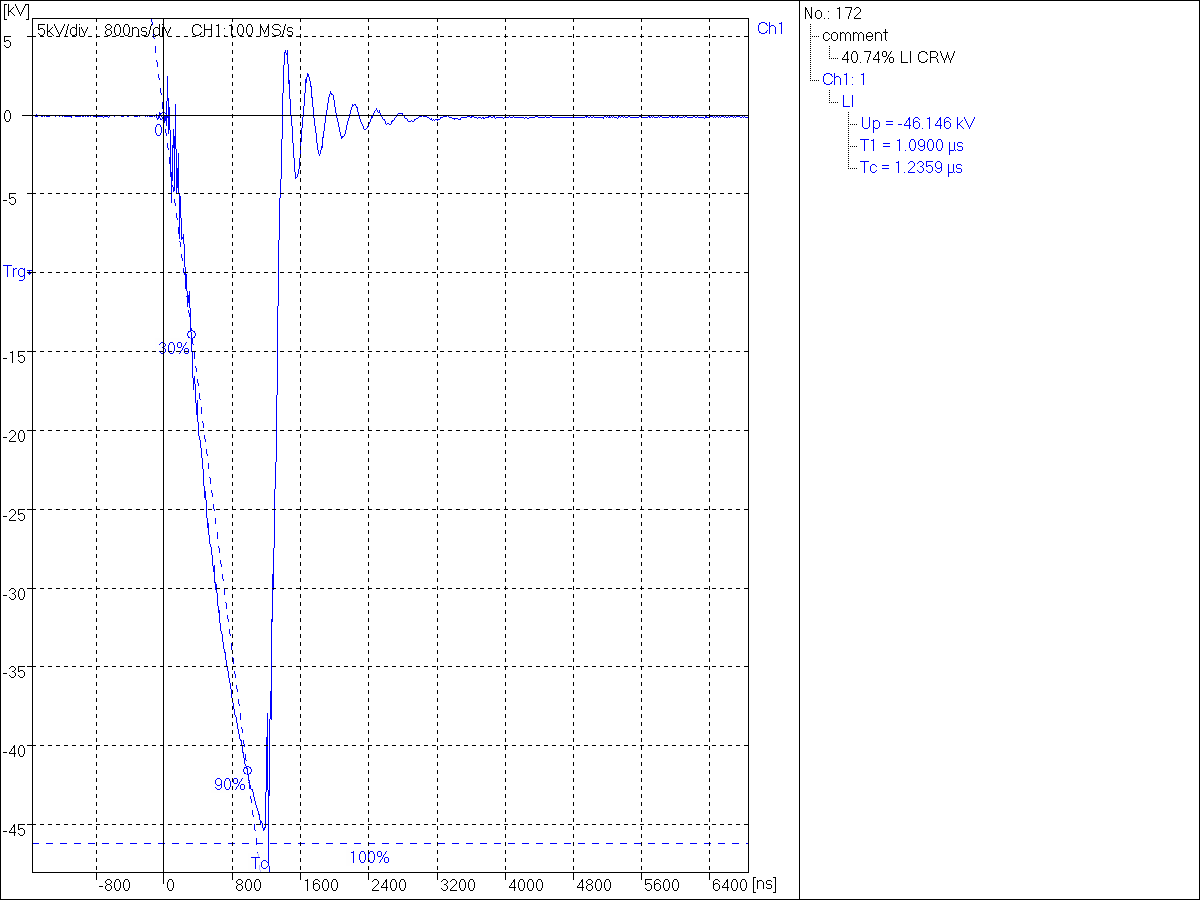 [kV]
5kV/div 800ns/div CH1:100 MS/s
Ch1
5
0
0
-5
Trg
-15
30%
-20
-25
-30
-35
-40
90%
-45
Tc
100%
-800
0
800
1600
2400
3200
4000
4800
5600
6400
[ns]
No.: 172
comment
40.74% LI CRW
Ch1: 1
LI
Up = -46.146 kV
T1 = 1.0900 µs
Tc = 1.2359 µs